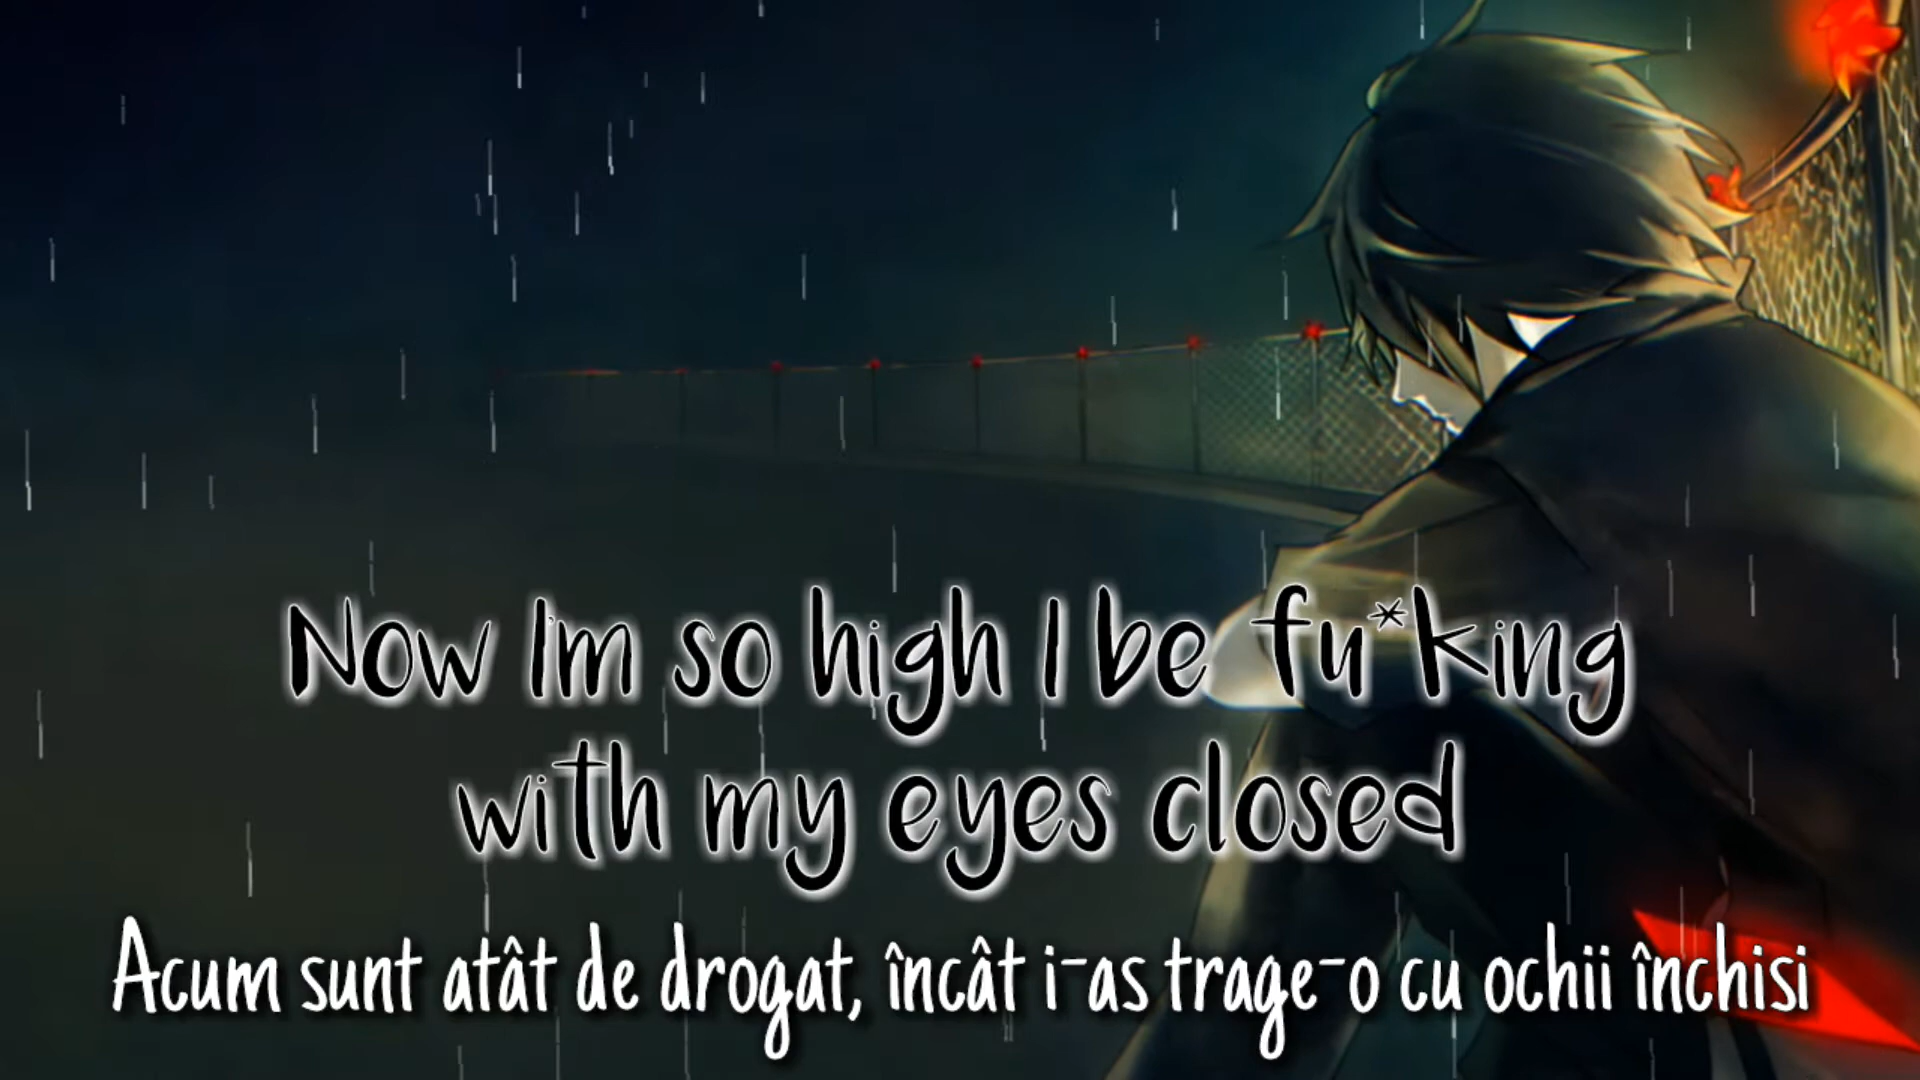 Now I'm so high I be fu*king
with my eyes closed
Acum sunt atât de drogat, încât i-as trage-o cu ochii închisi